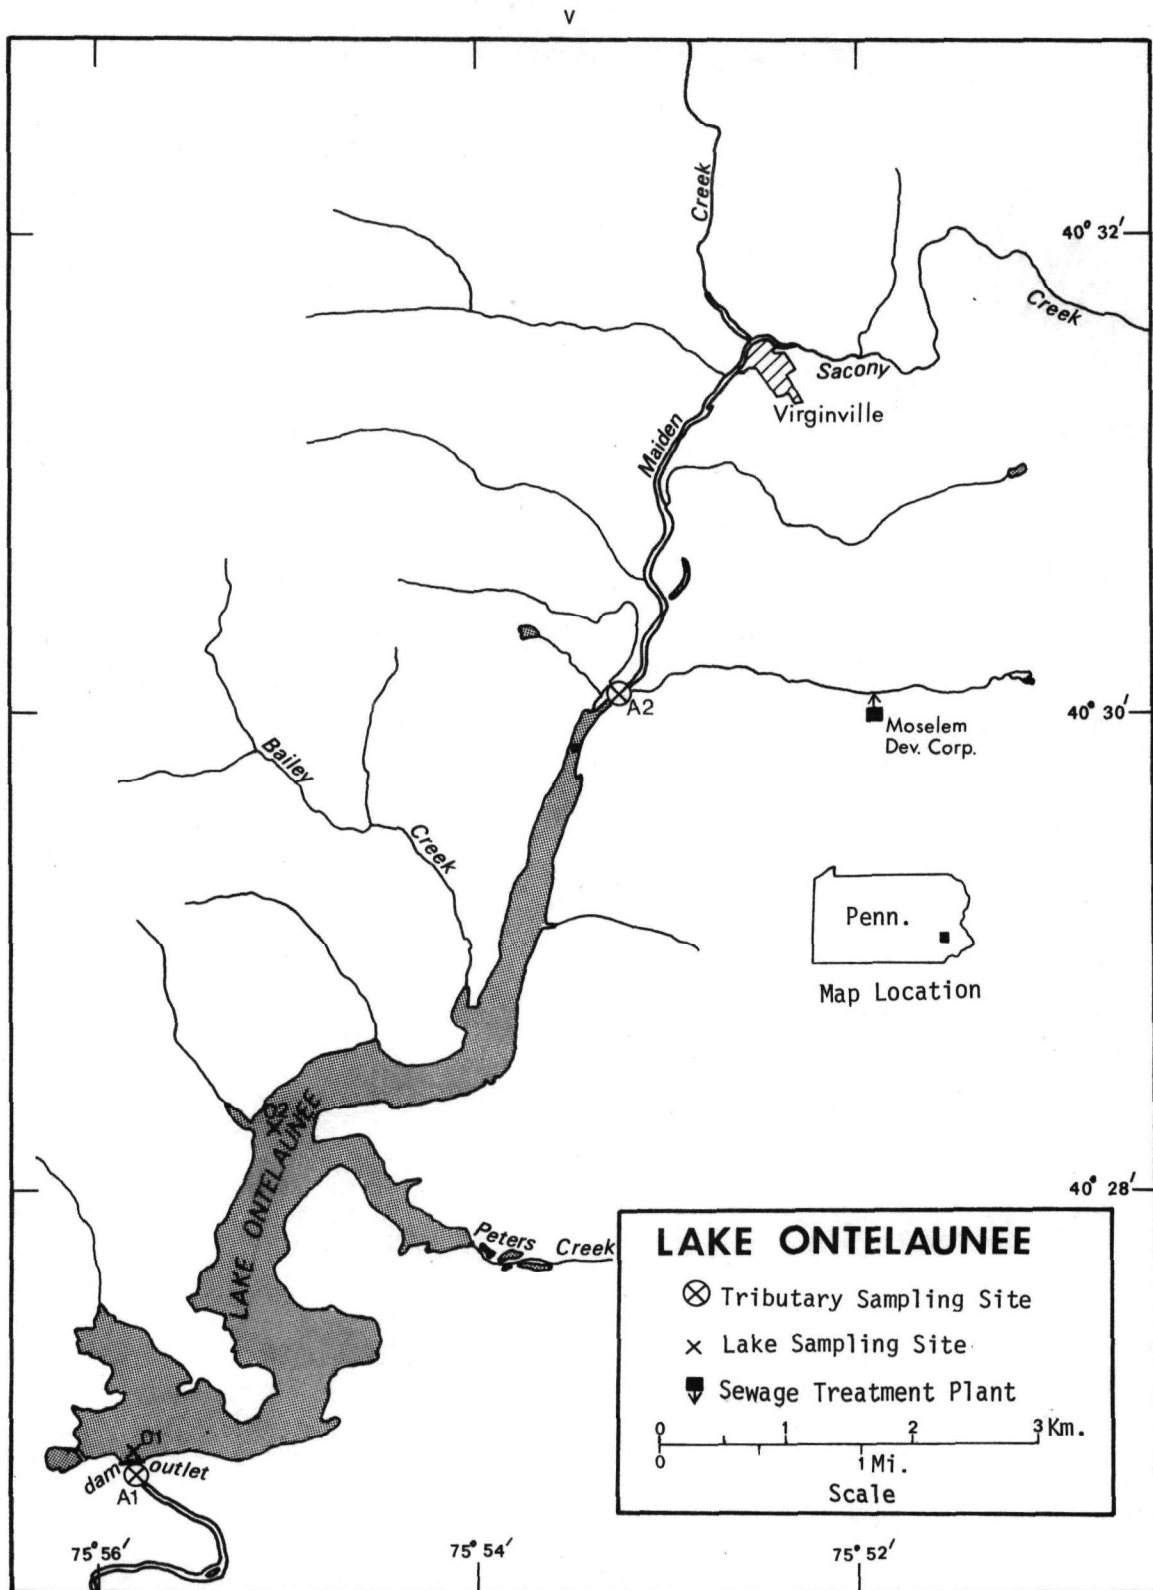 V
Creek
40° 32'
Creek
Sacony
Virginville
Maiden
A2
40° 30'
Moselem
Dev. Corp.
Bailey
Creek
Penn.
Map Location
LAKE ONTELAUNEE
40° 28'
Peters Creek
LAKE ONTELAUNEE
Tributary Sampling Site
Lake Sampling Site
Sewage Treatment Plant
0 1 2 3 Km.
0 1 Mi.
Scale
01
dam outlet
A1
75° 56' 75° 54' 75° 52'